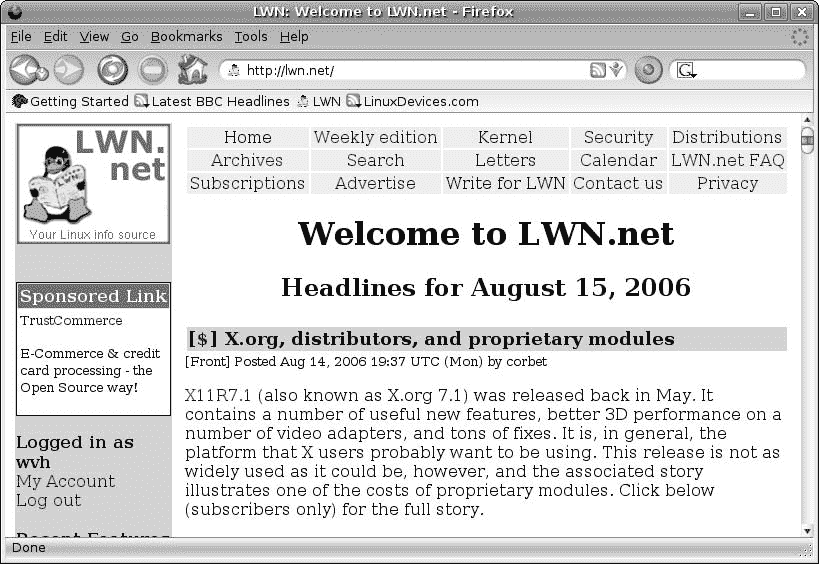 LWN: Welcome to LWN.net - Firefox
File Edit View Go Bookmarks Tools Help
http://lwn.net/
G
Getting Started Latest BBC Headlines LWN LinuxDevices.com
LWN.
net
Your Linux info source
Home Weekly edition Kernel Security Distributions
Archives Search Letters Calendar LWN.net FAQ
Subscriptions Advertise Write for LWN Contact us Privacy
Welcome to LWN.net
Headlines for August 15, 2006
Sponsored Link
TrustCommerce
E-Commerce & credit
card processing - the
Open Source way!
Logged in as
wvh
My Account
Log out
Recent Features
[$] X.org, distributors, and proprietary modules
[Front] Posted Aug 14, 2006 19:37 UTC (Mon) by corbet
X11R7.1 (also known as X.org 7.1) was released back in May. It
contains a number of useful new features, better 3D performance on a
number of video adapters, and tons of fixes. It is, in general, the
platform that X users probably want to be using. This release is not as
widely used as it could be, however, and the associated story
illustrates one of the costs of proprietary modules. Click below
(subscribers only) for the full story.
Done